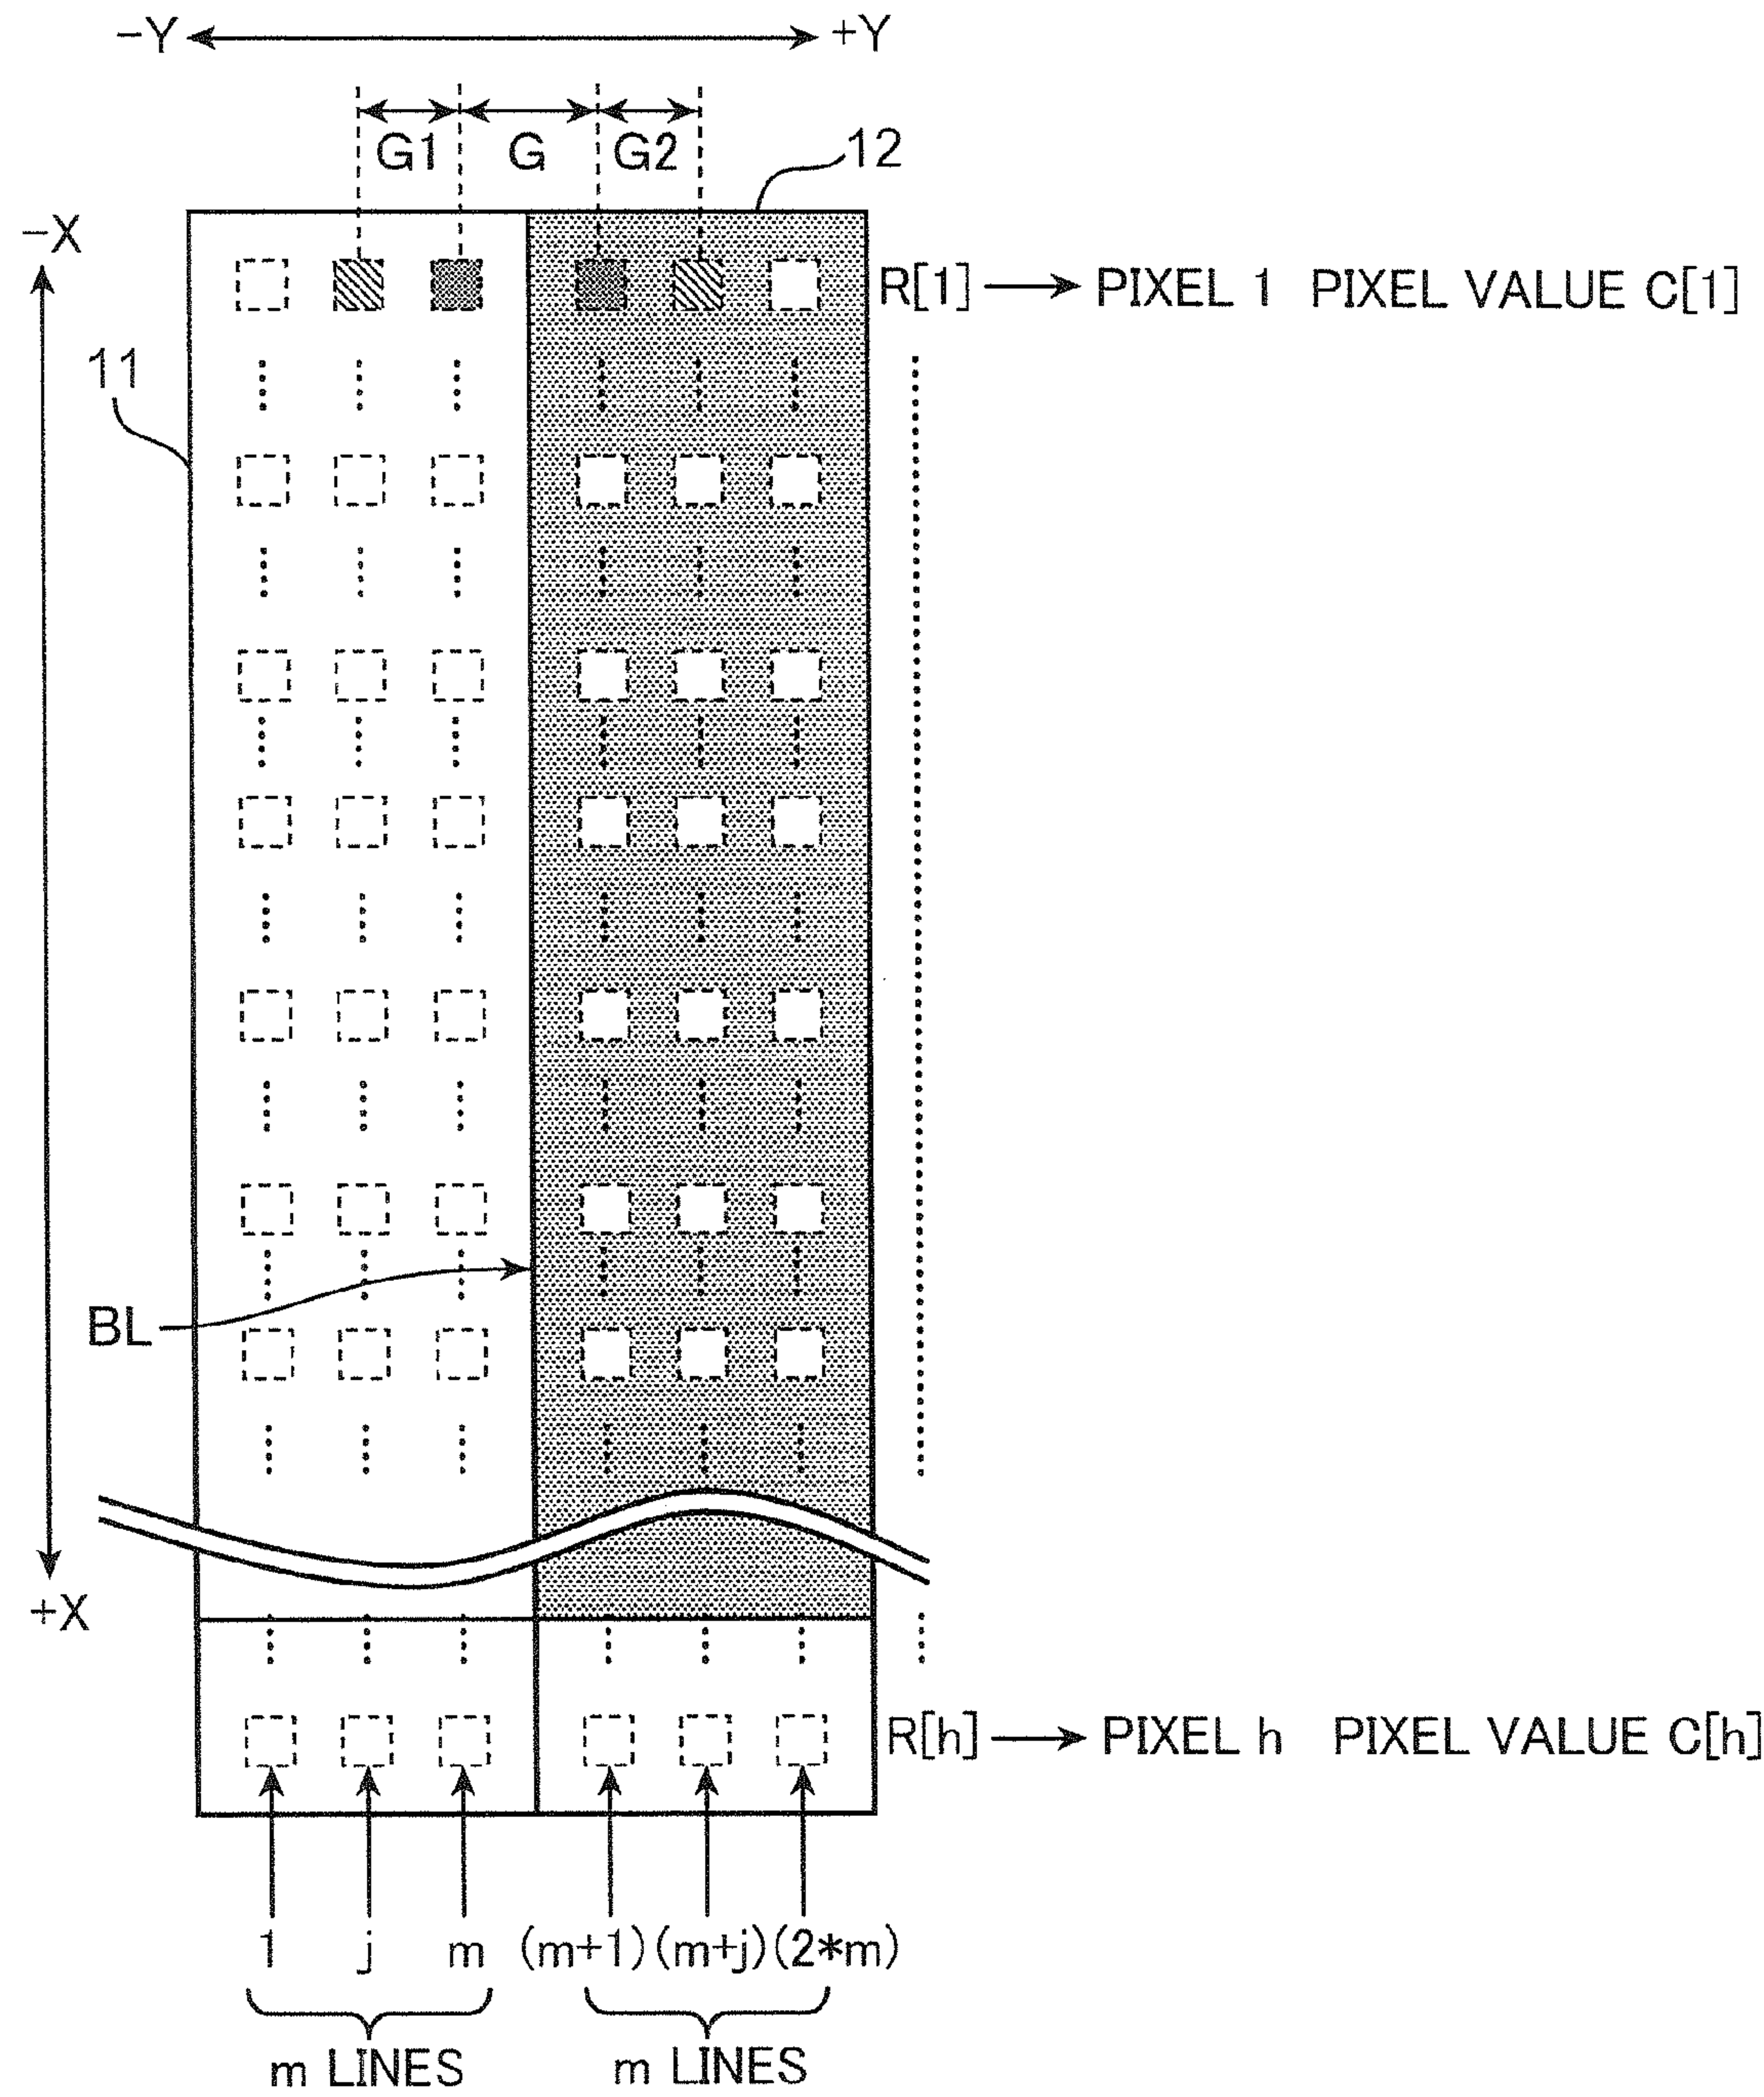 −Y +Y
G1 G G2
12
−X
R[1] → PIXEL 1 PIXEL VALUE C[1]
11
BL
+X
R[h] → PIXEL h PIXEL VALUE C[h]
1 j m (m+1) (m+j) (2*m)
m LINES m LINES